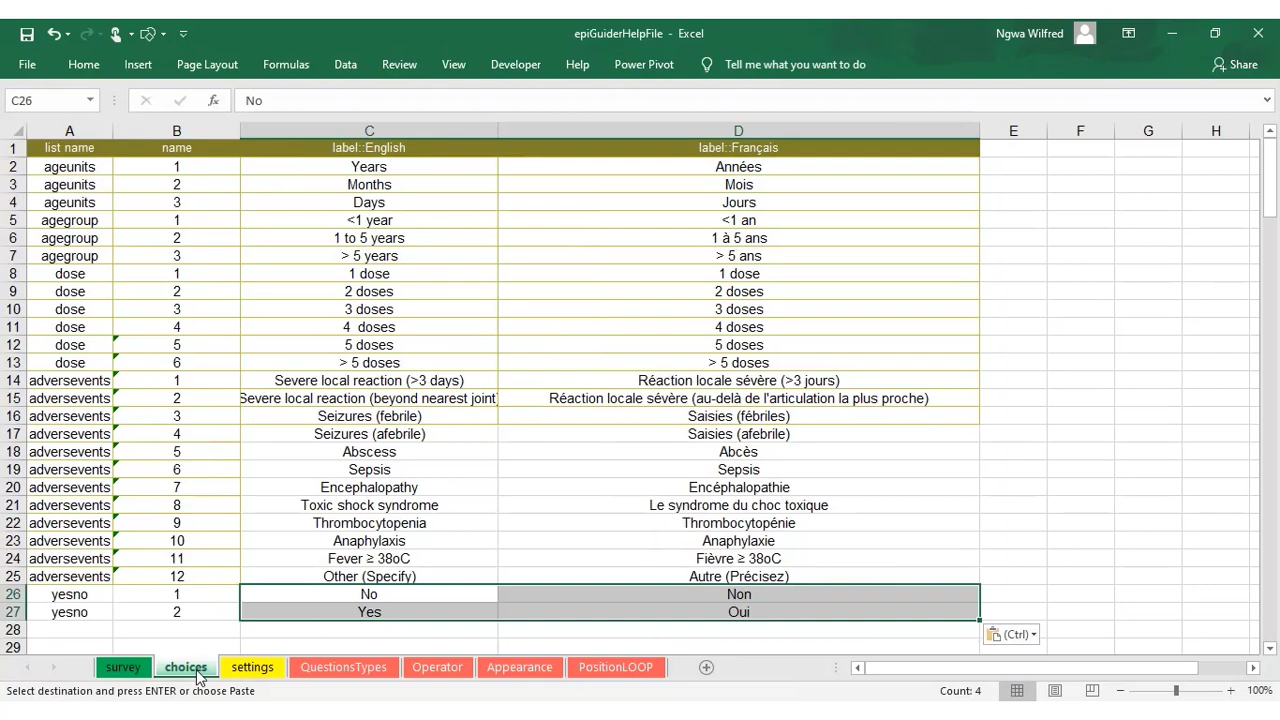 epiGuiderHelpFile - Excel
Ngwa Wilfred
File Home Insert Page Layout Formulas Data Review View Developer Help Power Pivot Tell me what you want to do Share
C26 fx No
A B C D E F G H
1 list name name label::English label::Français
2 ageunits 1 Years Années
3 ageunits 2 Months Mois
4 ageunits 3 Days Jours
5 agegroup 1 <1 year <1 an
6 agegroup 2 1 to 5 years 1 à 5 ans
7 agegroup 3 > 5 years > 5 ans
8 dose 1 1 dose 1 dose
9 dose 2 2 doses 2 doses
10 dose 3 3 doses 3 doses
11 dose 4 4 doses 4 doses
12 dose 5 5 doses 5 doses
13 dose 6 > 5 doses > 5 doses
14 adversevents 1 Severe local reaction (>3 days) Réaction locale sévère (>3 jours)
15 adversevents 2 Severe local reaction (beyond nearest joint) Réaction locale sévère (au-delà de l'articulation la plus proche)
16 adversevents 3 Seizures (febrile) Saisies (fébriles)
17 adversevents 4 Seizures (afebrile) Saisies (afebrile)
18 adversevents 5 Abscess Abcès
19 adversevents 6 Sepsis Sepsis
20 adversevents 7 Encephalopathy Encéphalopathie
21 adversevents 8 Toxic shock syndrome Le syndrome du choc toxique
22 adversevents 9 Thrombocytopenia Thrombocytopénie
23 adversevents 10 Anaphylaxis Anaphylaxie
24 adversevents 11 Fever ≥ 38oC Fièvre ≥ 38oC
25 adversevents 12 Other (Specify) Autre (Précisez)
26 yesno 1 No Non
27 yesno 2 Yes Oui
28 (Ctrl)
29
survey choices settings QuestionsTypes Operator Appearance PositionLOOP
Select destination and press ENTER or choose Paste Count: 4 100%